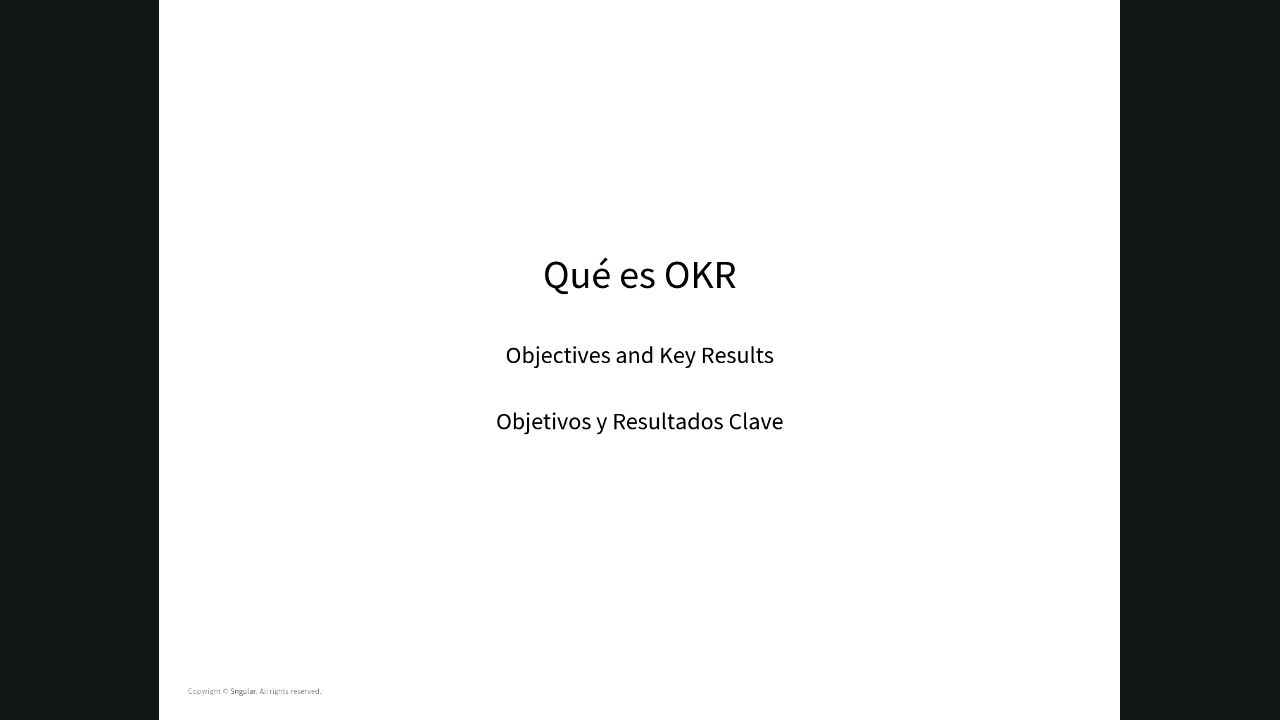 Qué es OKR
Objectives and Key Results
Objetivos y Resultados Clave
Copyright © Sngular. All rights reserved.